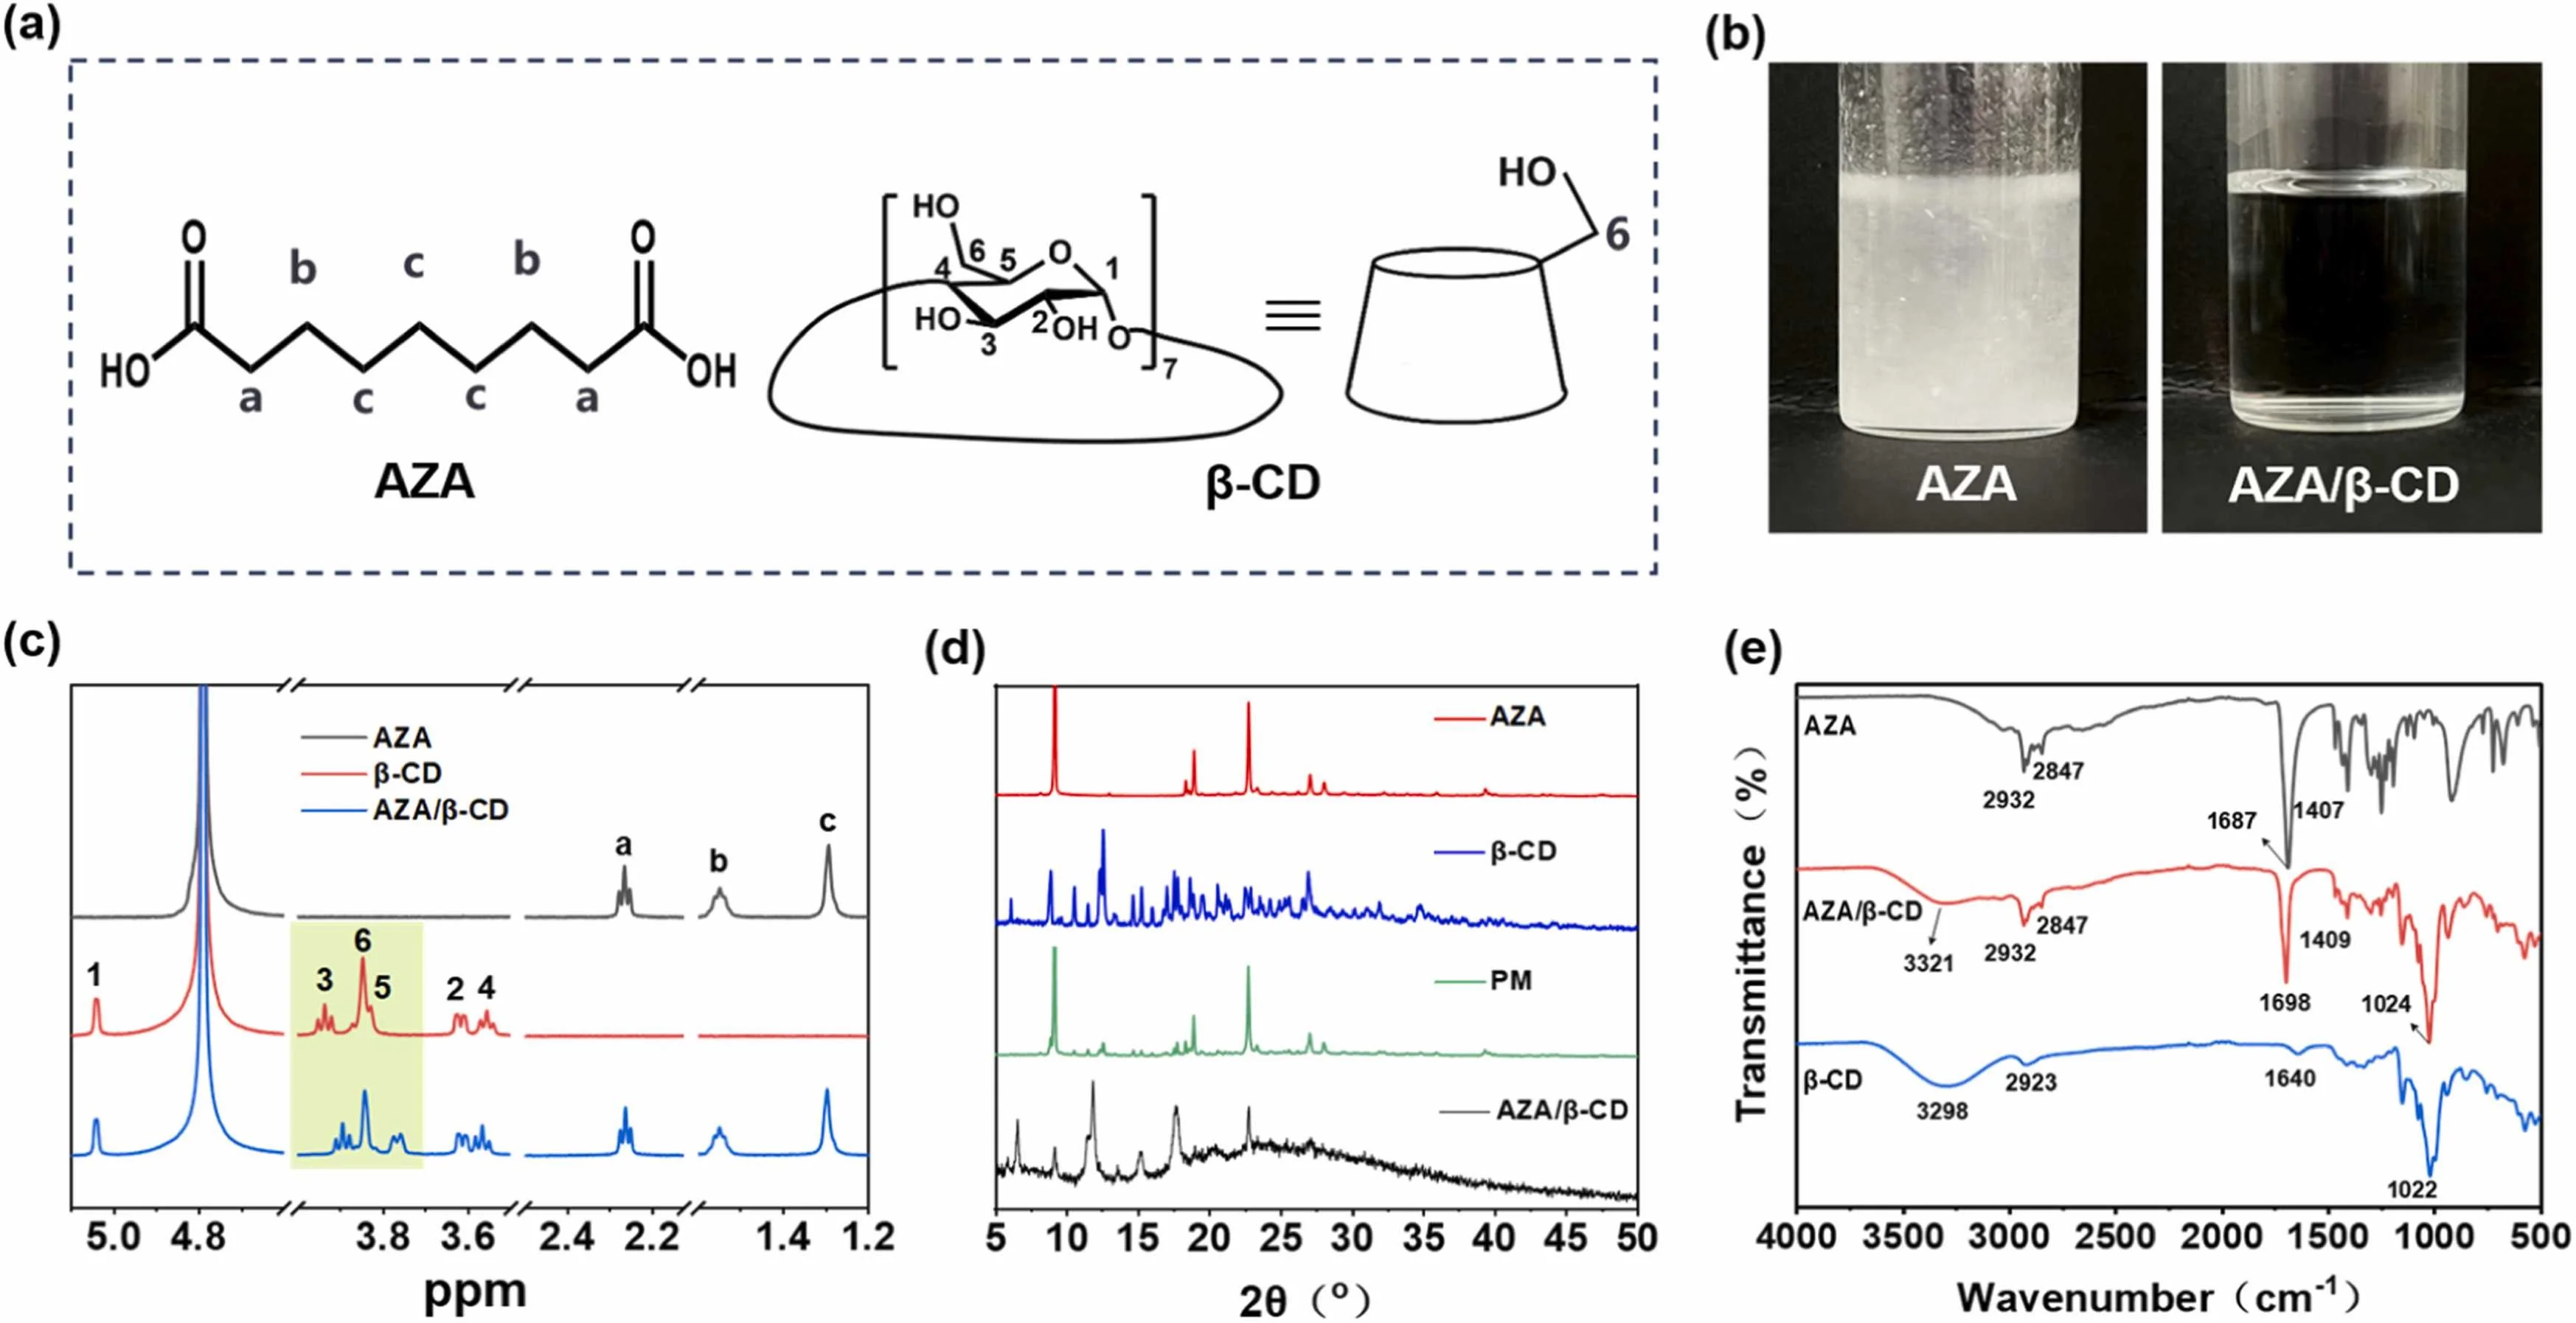 (a)
O
b
c
b
O
HO
a
c
c
a
OH
AZA
HO
6
5
O
1
4
HO
3
2
OH
O
7
β-CD
HO
6
(b)
AZA
AZA/β-CD
(c)
AZA
β-CD
AZA/β-CD
a
b
c
1
3
6
5
2
4
5.0 4.8 3.8 3.6 2.4 2.2 1.4 1.2
ppm
(d)
AZA
β-CD
PM
AZA/β-CD
5 10 15 20 25 30 35 40 45 50
2θ (°)
(e)
Transmittance (%)
AZA
2932
2847
1687
1407
AZA/β-CD
3321
2932
2847
1698
1409
1024
β-CD
3298
2923
1640
1022
4000 3500 3000 2500 2000 1500 1000 500
Wavenumber (cm-1)